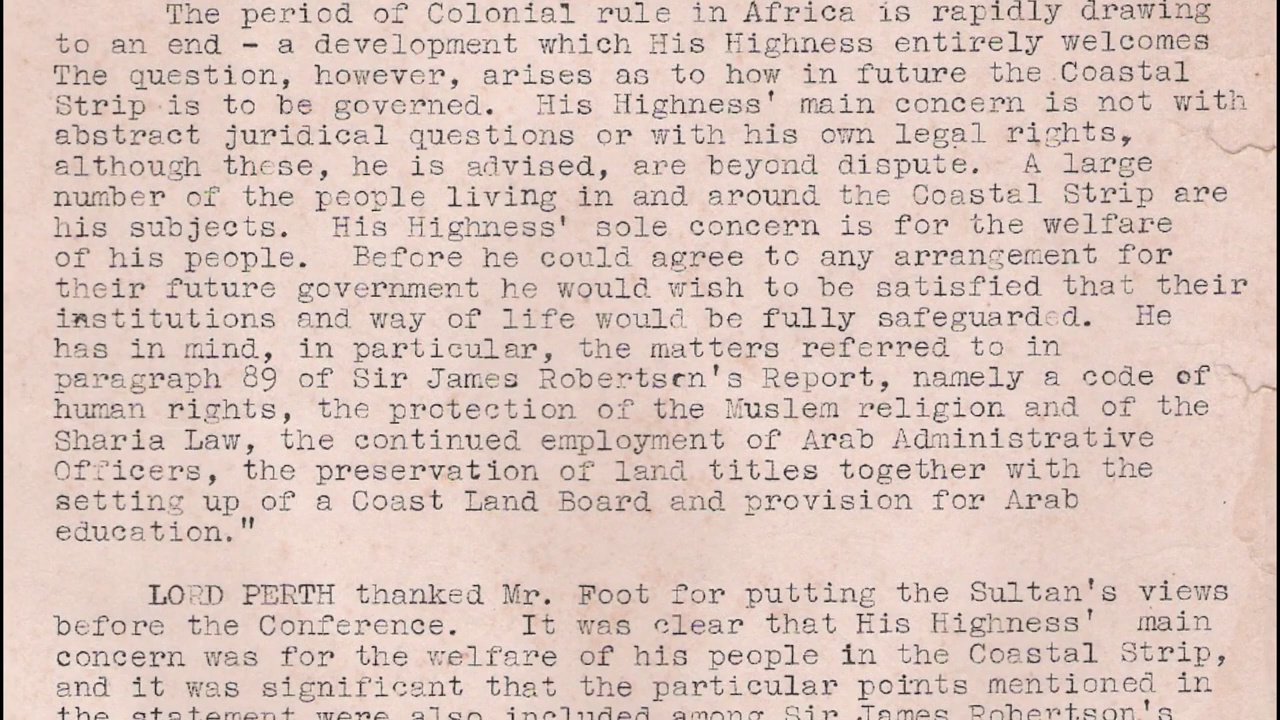 The period of Colonial rule in Africa is rapidly drawing
to an end - a development which His Highness entirely welcomes
The question, however, arises as to how in future the Coastal
Strip is to be governed. His Highness' main concern is not with
abstract juridical questions or with his own legal rights,
although these, he is advised, are beyond dispute. A large
number of the people living in and around the Coastal Strip are
his subjects. His Highness' sole concern is for the welfare
of his people. Before he could agree to any arrangement for
their future government he would wish to be satisfied that their
institutions and way of life would be fully safeguarded. He
has in mind, in particular, the matters referred to in
paragraph 89 of Sir James Robertson's Report, namely a code of
human rights, the protection of the Muslem religion and of the
Sharia Law, the continued employment of Arab Administrative
Officers, the preservation of land titles together with the
setting up of a Coast Land Board and provision for Arab
education."
LORD PERTH thanked Mr. Foot for putting the Sultan's views
before the Conference. It was clear that His Highness' main
concern was for the welfare of his people in the Coastal Strip,
and it was significant that the particular points mentioned in
the statement were also included among Sir James Robertson's